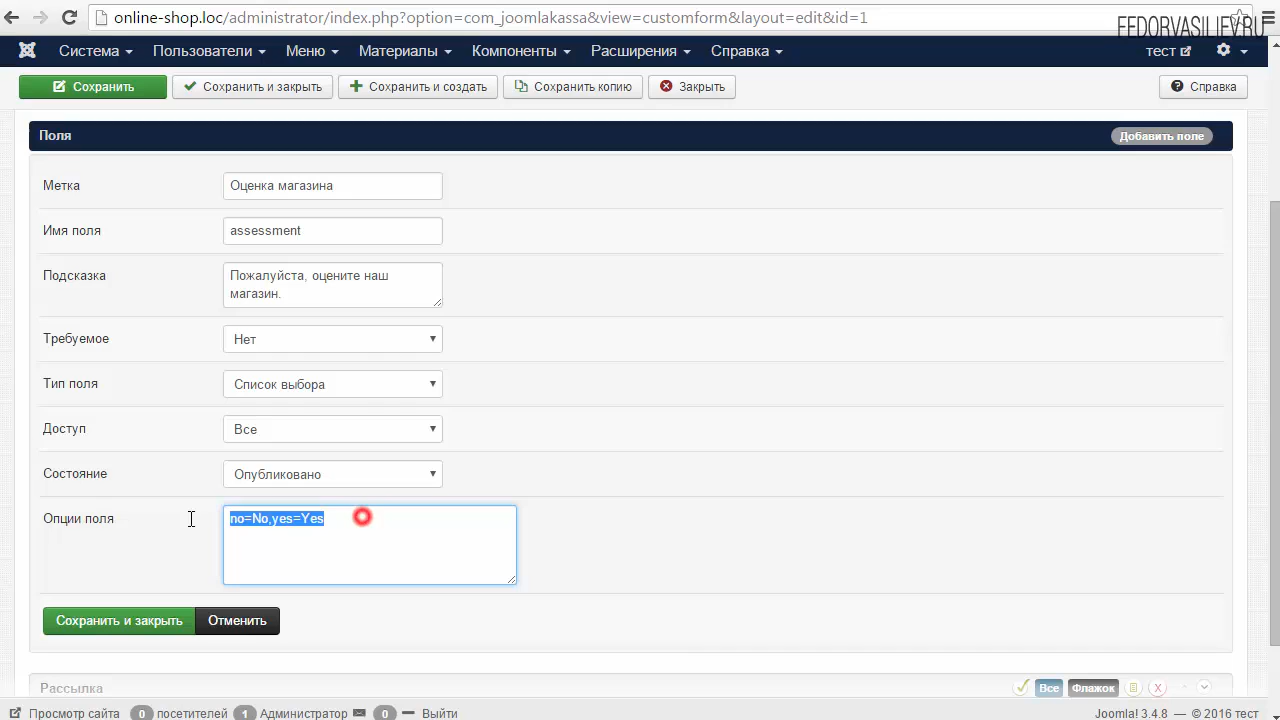 online-shop.loc/administrator/index.php?option=com_joomlakassa&view=customform&layout=edit&id=1
FEDORVASILIEV.RU
Система Пользователи Меню Материалы Компоненты Расширения Справка тест
Сохранить Сохранить и закрыть Сохранить и создать Сохранить копию Закрыть Справка
Поля Добавить поле
Метка Оценка магазина
Имя поля assessment
Подсказка Пожалуйста, оцените наш
магазин.
Требуемое Нет
Тип поля Список выбора
Доступ Все
Состояние Опубликовано
Опции поля no=No,yes=Yes
Сохранить и закрыть Отменить
Рассылка Все Флажок
Просмотр сайта 0 посетителей 1 Администратор 0 Выйти Joomla! 3.4.8 — © 2016 тест